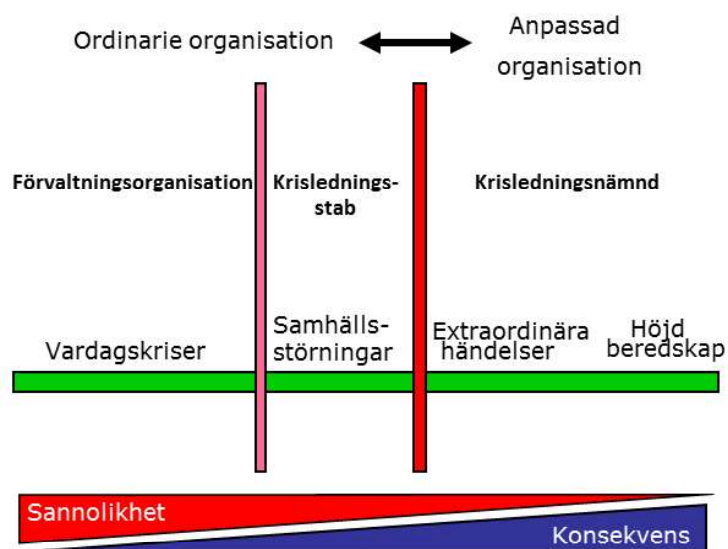 Ordinarie organisation
Anpassad
organisation
Förvaltningsorganisation
Krislednings-
stab
Krisledningsnämnd
Vardagskriser
Samhälls-
störningar
Extraordinära
händelser
Höjd
beredskap
Sannolikhet
Konsekvens